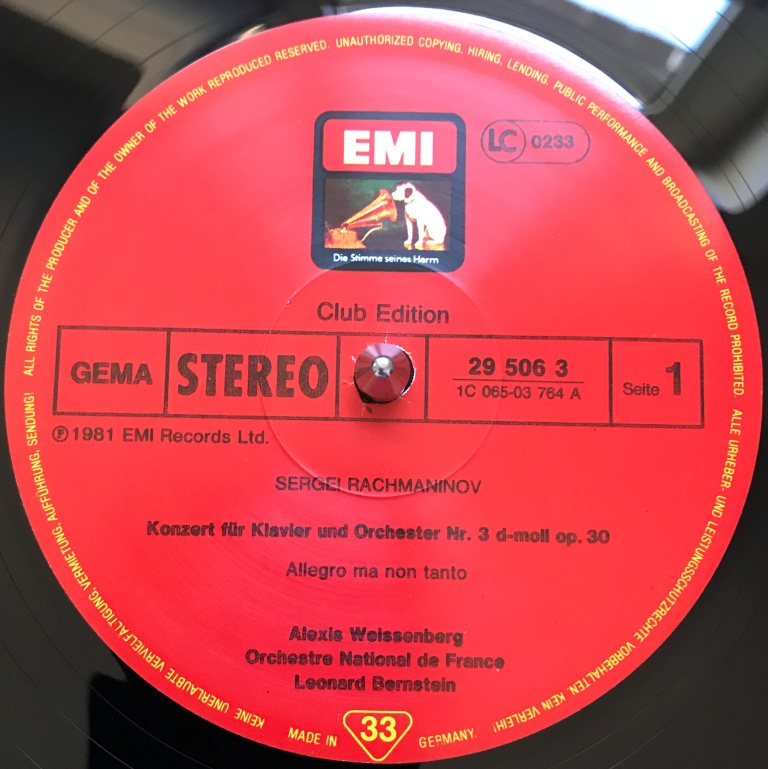 ALL RIGHTS OF THE PRODUCER AND OF THE OWNER OF THE WORK REPRODUCED RESERVED. UNAUTHORIZED COPYING, HIRING, LENDING, PUBLIC PERFORMANCE AND BROADCASTING OF THE RECORD PROHIBITED.
ALLE URHEBER- UND LEISTUNGSSCHUTZRECHTE VORBEHALTEN. KEIN VERLEIH!
KEINE UNERLAUBTE VERVIELFÄLTIGUNG, VERMIETUNG, AUFFÜHRUNG, SENDUNG!
EMI
LC 0233
Die Stimme seines Herrn
Club Edition
GEMA STEREO
29 506 3
1C 065-03 764 A
Seite 1
℗ 1981 EMI Records Ltd.
SERGEI RACHMANINOV
Konzert für Klavier und Orchester Nr. 3 d-moll op. 30
Allegro ma non tanto
Alexis Weissenberg
Orchestre National de France
Leonard Bernstein
MADE IN 33 GERMANY.